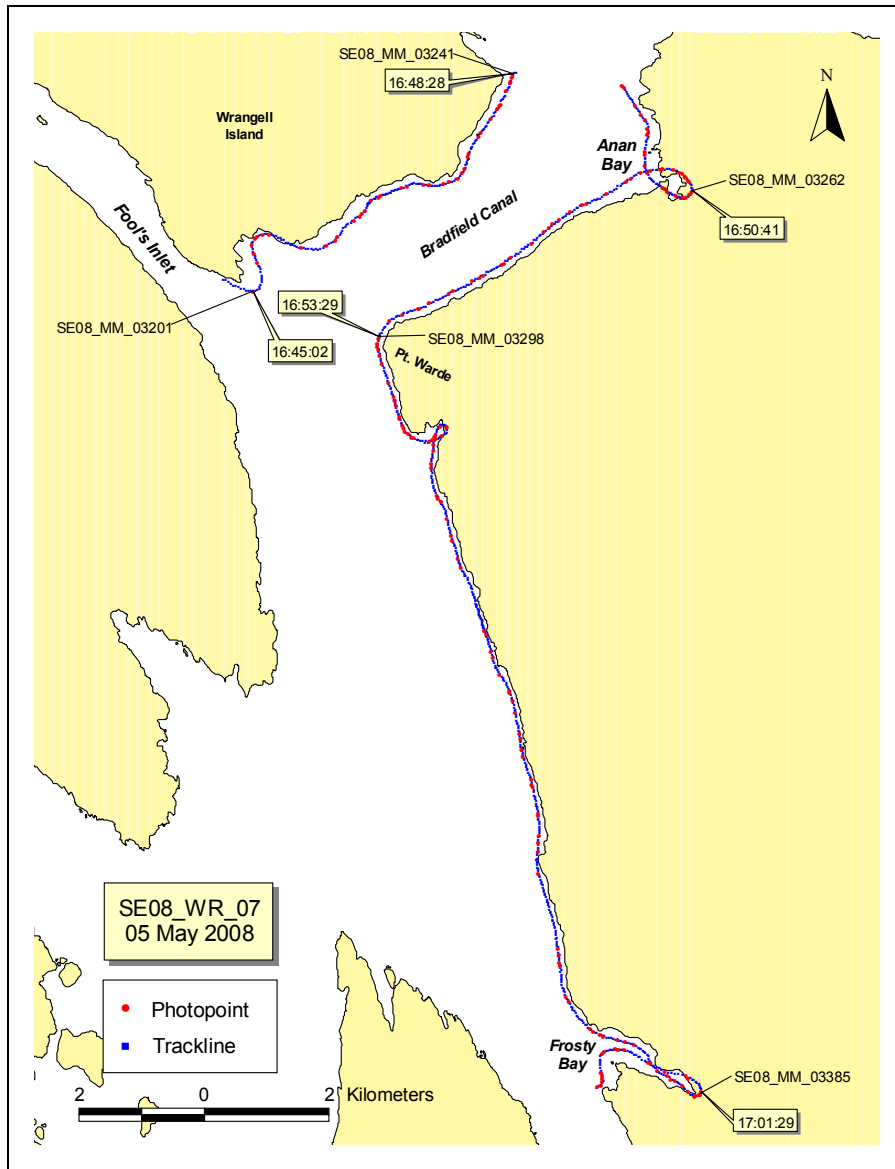 SE08_MM_03241
16:48:28
N
Wrangell
Island
Anan
Bay
SE08_MM_03262
16:50:41
Fool's Inlet
Bradfield Canal
16:53:29
SE08_MM_03201
16:45:02
SE08_MM_03298
Pt. Warde
SE08_WR_07
05 May 2008
Photopoint
Trackline
Frosty
Bay
SE08_MM_03385
17:01:29
2 0 2 Kilometers